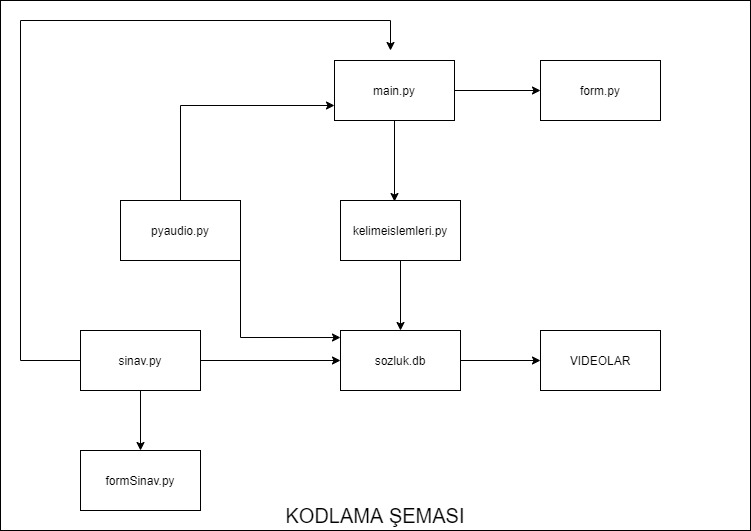 main.py
form.py
pyaudio.py
kelimeislemleri.py
sinav.py
sozluk.db
VIDEOLAR
formSinav.py
KODLAMA ŞEMASI